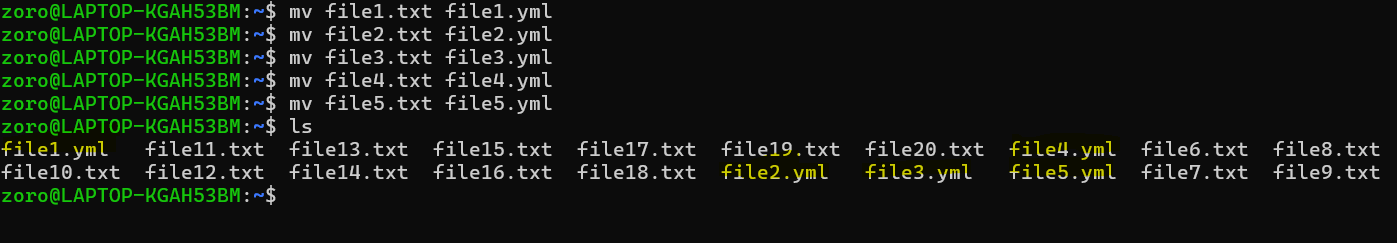 zoro@LAPTOP-KGAH53BM:~$ mv file1.txt file1.yml
zoro@LAPTOP-KGAH53BM:~$ mv file2.txt file2.yml
zoro@LAPTOP-KGAH53BM:~$ mv file3.txt file3.yml
zoro@LAPTOP-KGAH53BM:~$ mv file4.txt file4.yml
zoro@LAPTOP-KGAH53BM:~$ mv file5.txt file5.yml
zoro@LAPTOP-KGAH53BM:~$ ls
file1.yml   file11.txt  file13.txt  file15.txt  file17.txt  file19.txt  file20.txt  file4.yml  file6.txt  file8.txt
file10.txt  file12.txt  file14.txt  file16.txt  file18.txt  file2.yml   file3.yml   file5.yml  file7.txt  file9.txt
zoro@LAPTOP-KGAH53BM:~$